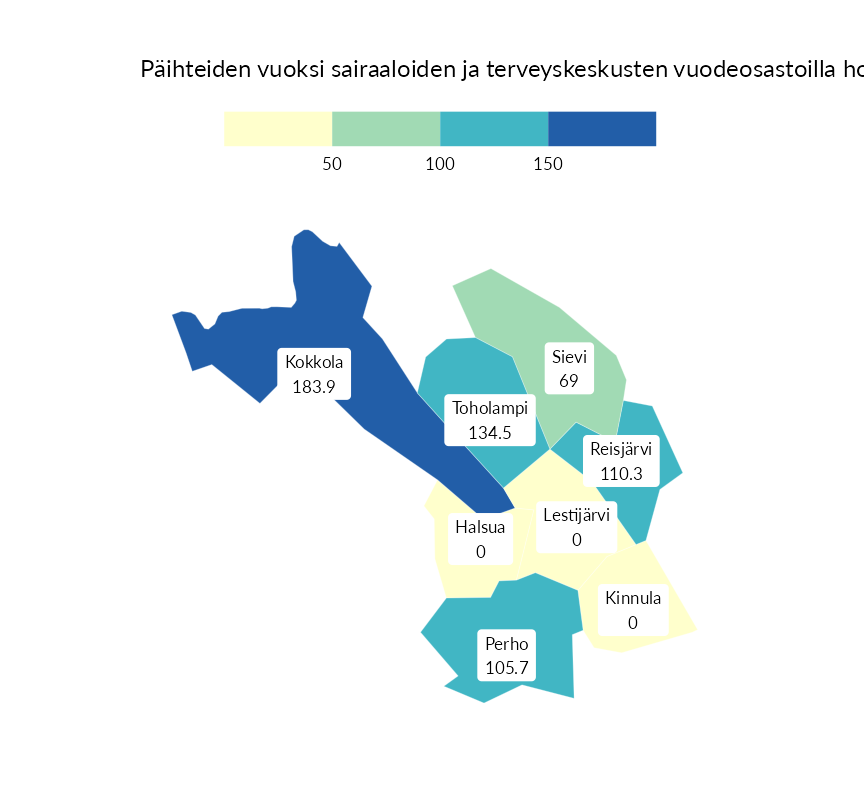 Päihteiden vuoksi sairaaloiden ja terveyskeskusten vuodeosastoilla
50
100
150
Kokkola
183.9
Sievi
69
Toholampi
134.5
Reisjärvi
110.3
Lestijärvi
0
Halsua
0
Kinnula
0
Perho
105.7